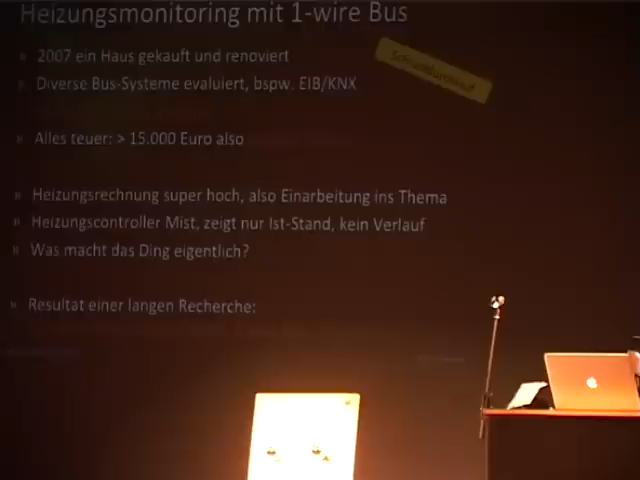 Heizungsmonitoring mit 1-wire Bus
» 2007 ein Haus gekauft und renoviert
» Diverse Bus-Systeme evaluiert, bspw. EIB/KNX
» Alles teuer: > 15.000 Euro also
» Heizungsrechnung super hoch, also Einarbeitung ins Thema
» Heizungscontroller Mist, zeigt nur Ist-Stand, kein Verlauf
» Was macht das Ding eigentlich?
» Resultat einer langen Recherche: